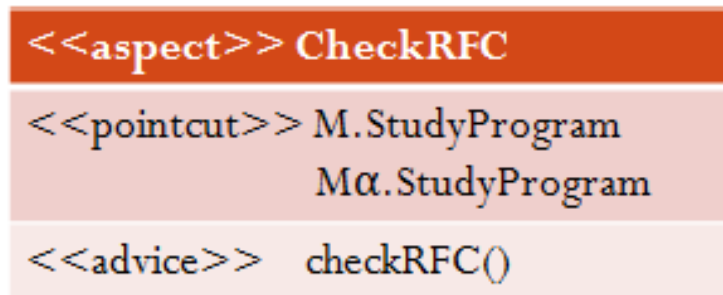 <<aspect>> CheckRFC
<<pointcut>> M.StudyProgram
Mα.StudyProgram
<<advice>> checkRFC()